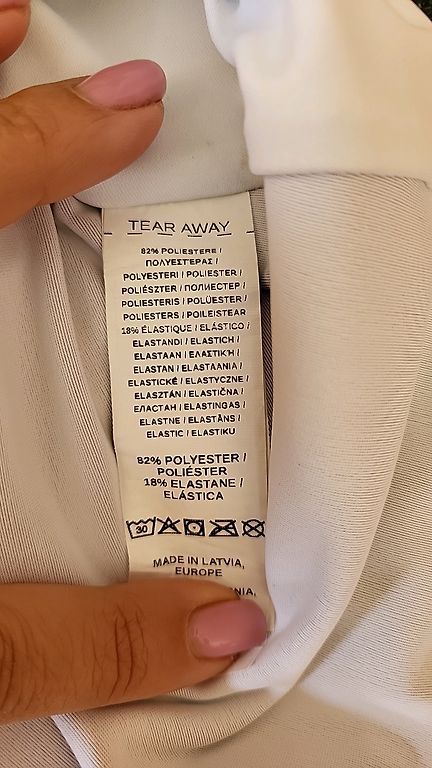 TEAR AWAY
82% POLIESTERE /
ΠΟΛΥΕΣΤΈΡΑΣ /
POLYESTERI / POLIESTER /
POLIÉSZTER / ПОЛИЕСТЕР /
POLIESTERIS / POLÜESTER /
POLIESTERS / POILEISTEAR
18% ÉLASTIQUE / ELÁSTICO /
ELASTANDI / ELASTICH /
ELASTAAN / ΕΛΑΣΤΙΚΉ /
ELASTAN / ELASTAANIA /
ELASTICKÉ / ELASTYCZNE /
ELASZTÁN / ELASTIČNA /
ЕЛАСТАН / ELASTINGAS /
ELASTNE / ELASTĀNS /
ELASTIC / ELASTIKU
82% POLYESTER /
POLIÉSTER
18% ELASTANE /
ELÁSTICA
30
MADE IN LATVIA,
EUROPE